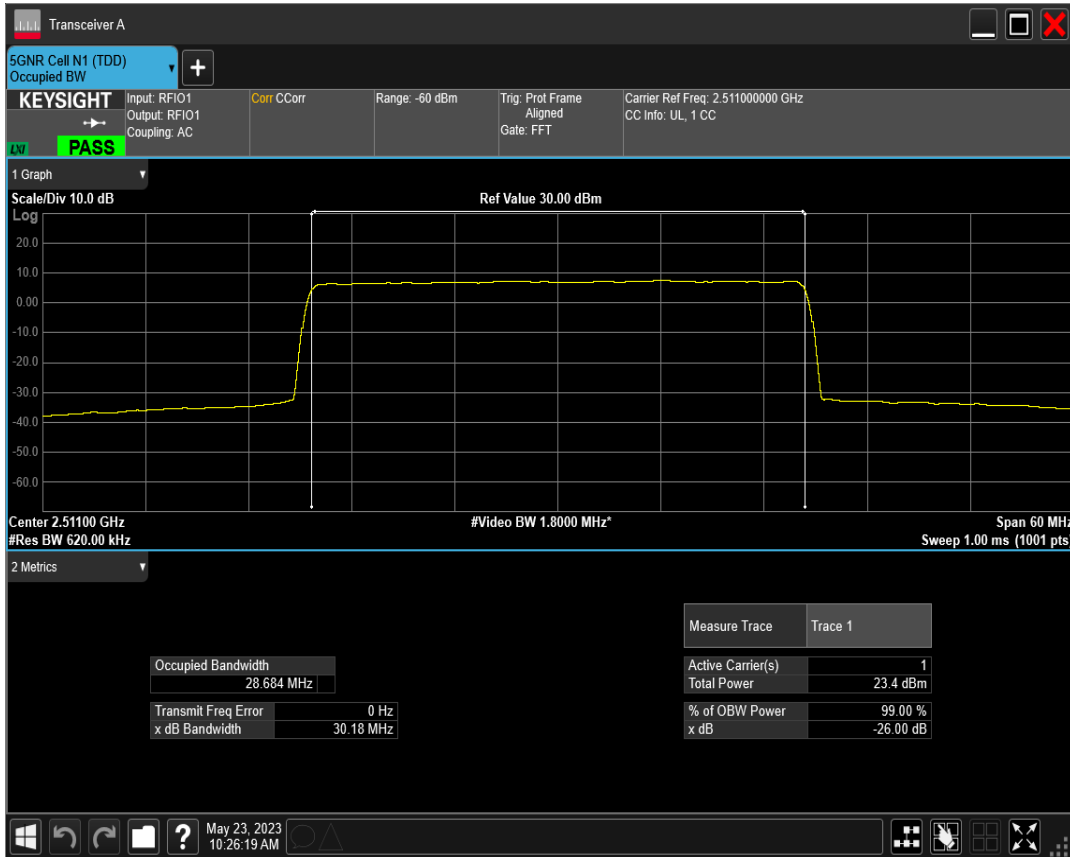 Transceiver A
5GNR Cell N1 (TDD)
Occupied BW
+
KEYSIGHT
LXI
PASS
Input: RFIO1
Output: RFIO1
Coupling: AC
Corr CCorr
Range: -60 dBm
Trig: Prot Frame
Aligned
Gate: FFT
Carrier Ref Freq: 2.511000000 GHz
CC Info: UL, 1 CC
1 Graph
Scale/Div 10.0 dB
Ref Value 30.00 dBm
Log
20.0
10.0
0.00
-10.0
-20.0
-30.0
-40.0
-50.0
-60.0
Center 2.51100 GHz
#Video BW 1.8000 MHz*
Span 60 MHz
#Res BW 620.00 kHz
Sweep 1.00 ms (1001 pts)
2 Metrics
Measure Trace Trace 1
Occupied Bandwidth
28.684 MHz
Active Carrier(s) 1
Total Power 23.4 dBm
Transmit Freq Error 0 Hz
x dB Bandwidth 30.18 MHz
% of OBW Power 99.00 %
x dB -26.00 dB
?
May 23, 2023
10:26:19 AM